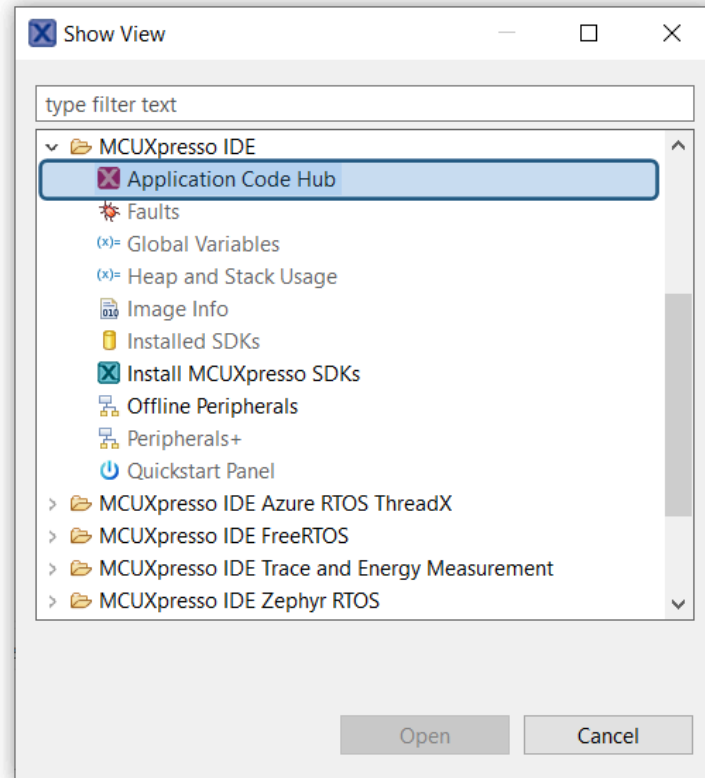 Show View
type filter text
MCUXpresso IDE
Application Code Hub
Faults
(x)= Global Variables
(x)= Heap and Stack Usage
010 Image Info
Installed SDKs
Install MCUXpresso SDKs
Offline Peripherals
Peripherals+
Quickstart Panel
MCUXpresso IDE Azure RTOS ThreadX
MCUXpresso IDE FreeRTOS
MCUXpresso IDE Trace and Energy Measurement
MCUXpresso IDE Zephyr RTOS
Open
Cancel